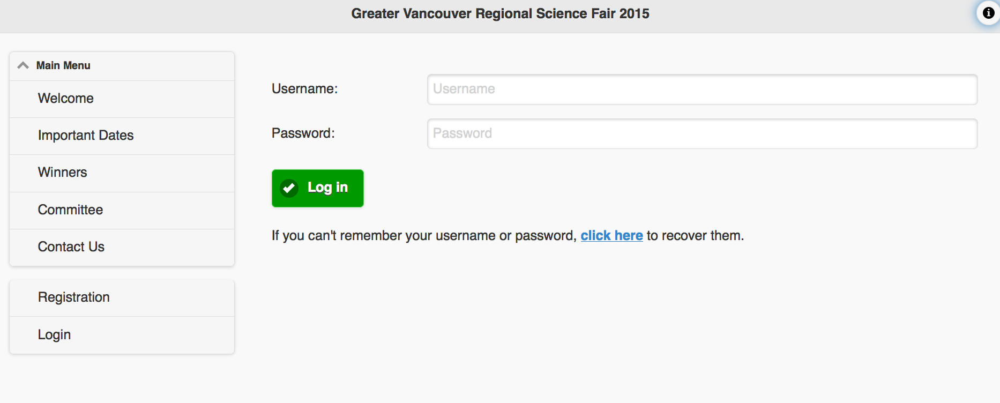 Greater Vancouver Regional Science Fair 2015
Main Menu
Welcome
Important Dates
Winners
Committee
Contact Us
Registration
Login
Username:
Username
Password:
Password
Log in
If you can't remember your username or password, click here to recover them.